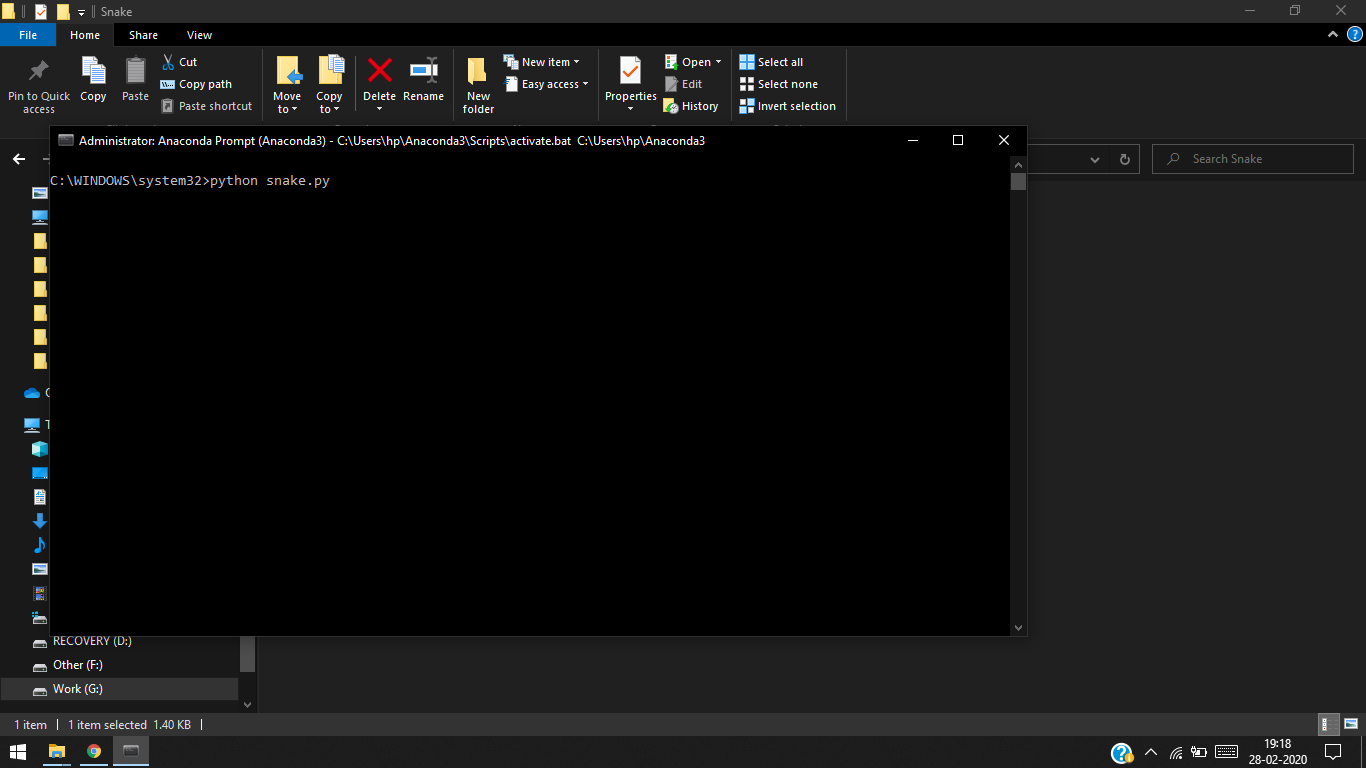 Snake
File Home Share View
Pin to Quick access
Copy
Paste
Cut
Copy path
Paste shortcut
Move to
Copy to
Delete
Rename
New folder
New item
Easy access
Properties
Open
Edit
History
Select all
Select none
Invert selection
Administrator: Anaconda Prompt (Anaconda3) - C:\Users\hp\Anaconda3\Scripts\activate.bat C:\Users\hp\Anaconda3
Search Snake
C:\WINDOWS\system32>python snake.py
RECOVERY (D:)
Other (F:)
Work (G:)
1 item 1 item selected 1.40 KB
19:18
28-02-2020